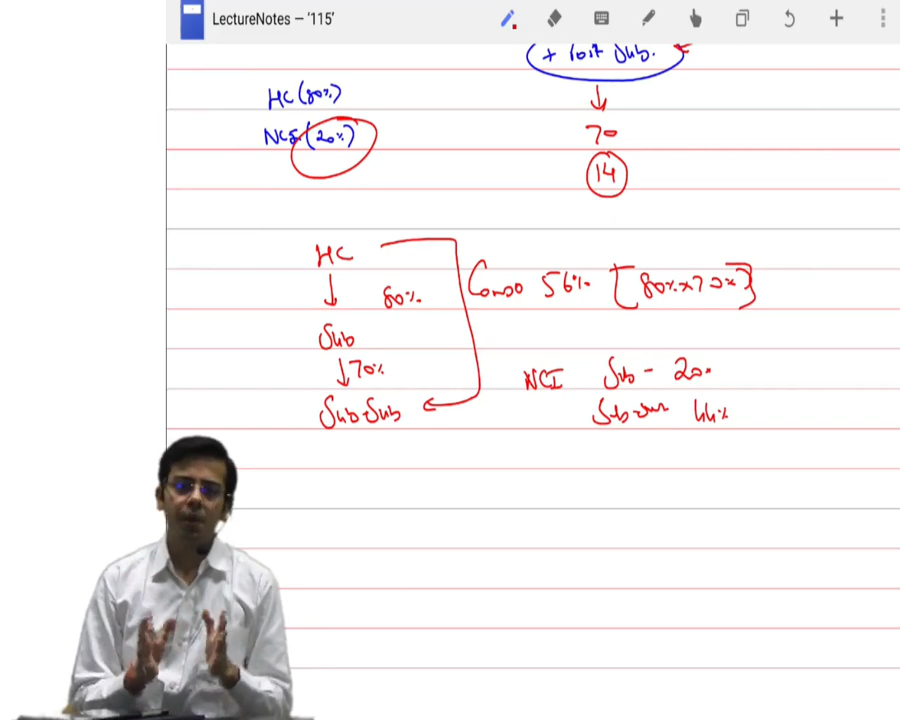 LectureNotes – '115'
(+ Post Sub.
HC (80%)
NCI (20%)
70
14
HC
80%
Conso 56% [80% x 70%]
Sub
70%
NCI Sub - 20%
Sub-Sub
Sub-Sub 44%